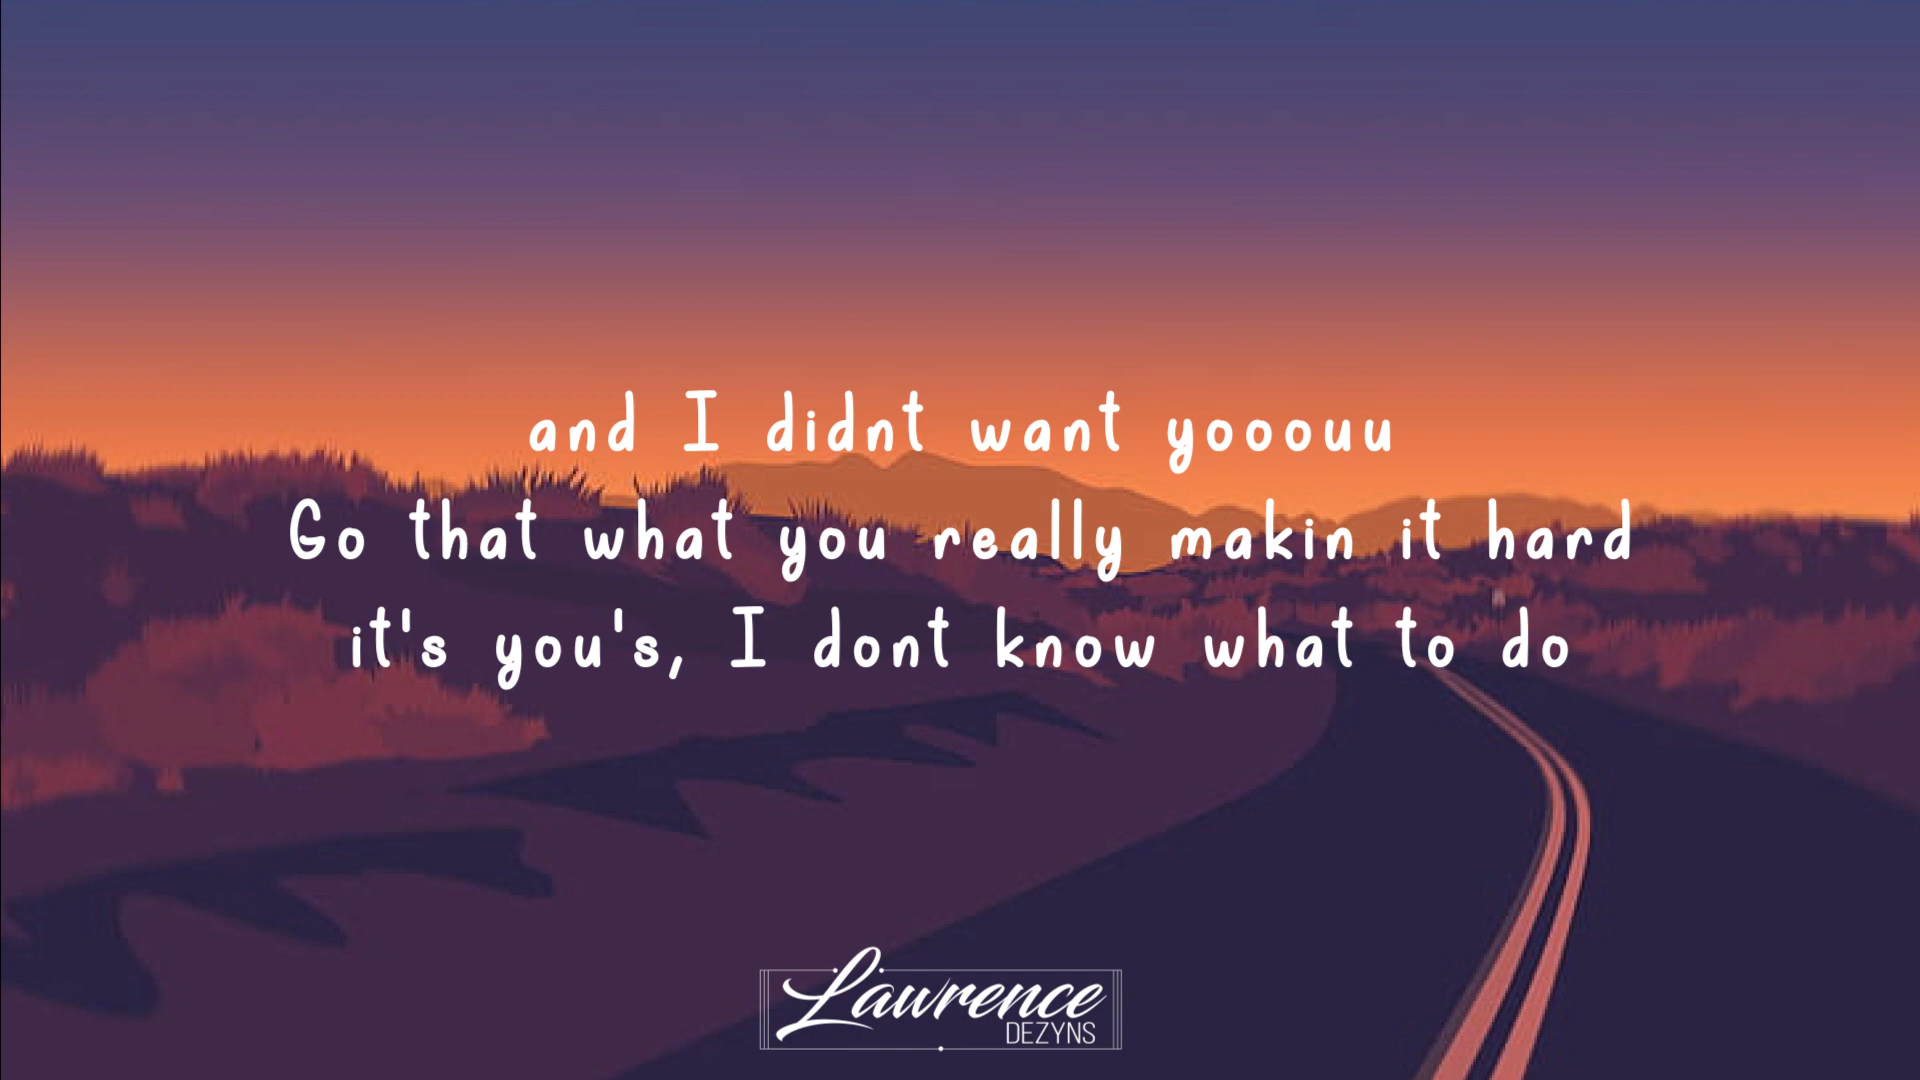 and I didnt want yooouu
Go that what you really makin it hard
it's you's, I dont know what to do
Lawrence
DEZYNS